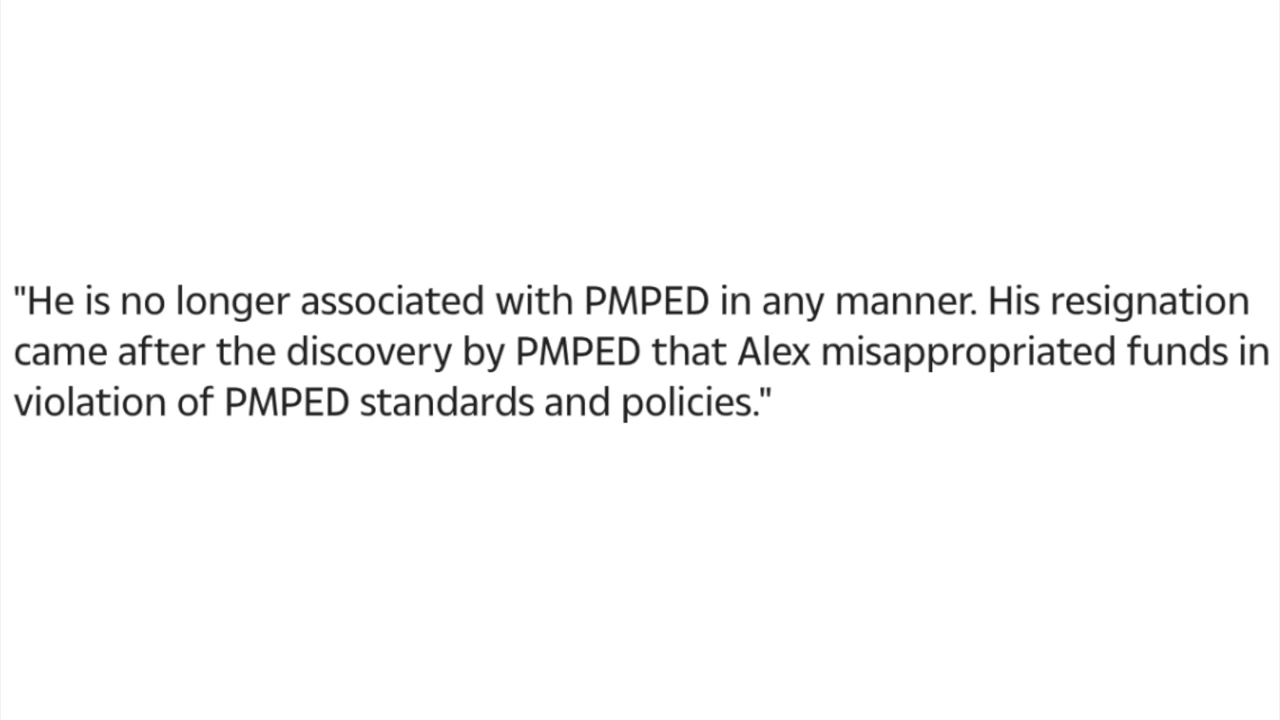 "He is no longer associated with PMPED in any manner. His resignation
came after the discovery by PMPED that Alex misappropriated funds in
violation of PMPED standards and policies."